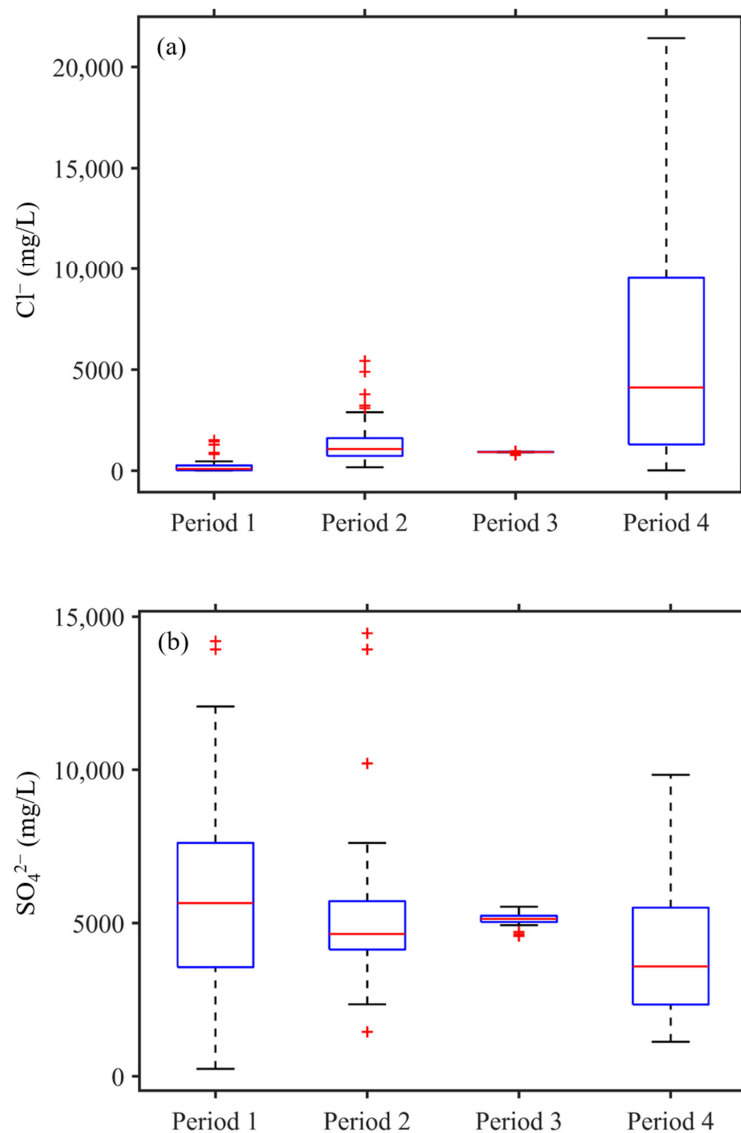 (a)
20,000
15,000
10,000
5000
0
Cl⁻ (mg/L)
Period 1 Period 2 Period 3 Period 4
(b)
15,000
10,000
5000
0
SO₄²⁻ (mg/L)
Period 1 Period 2 Period 3 Period 4